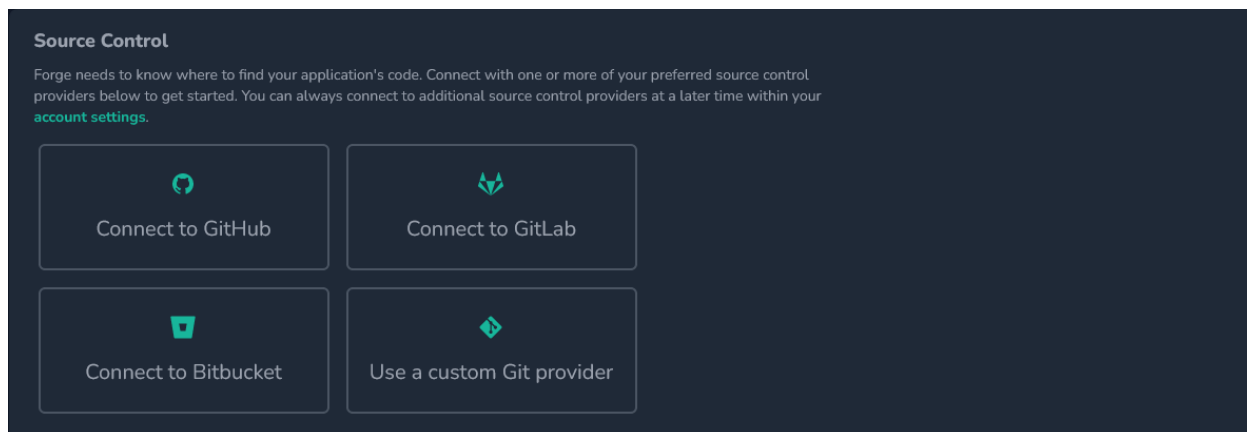 Source Control
Forge needs to know where to find your application's code. Connect with one or more of your preferred source control
providers below to get started. You can always connect to additional source control providers at a later time within your
account settings.
Connect to GitHub
Connect to GitLab
Connect to Bitbucket
Use a custom Git provider